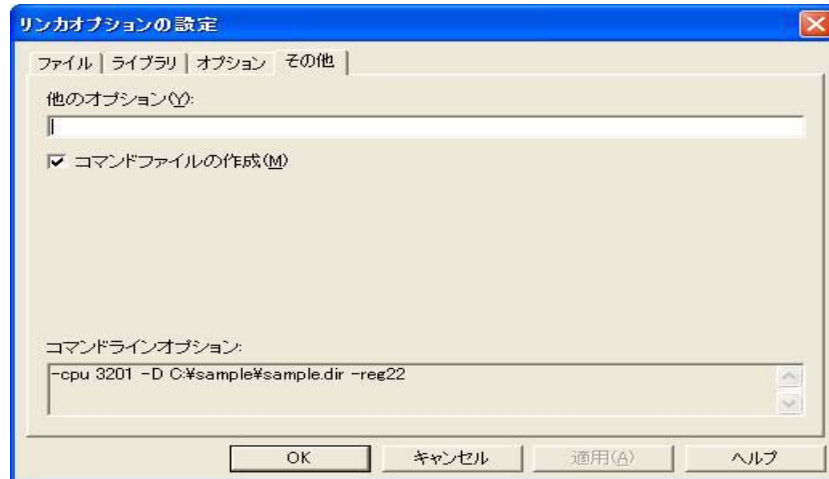 リンカオプションの設定
ファイル ライブラリ オプション その他
他のオプション(Y):
コマンドファイルの作成(M)
コマンドラインオプション:
-cpu 3201 -D C:¥sample¥sample.dir -reg22
OK キャンセル 適用(A) ヘルプ